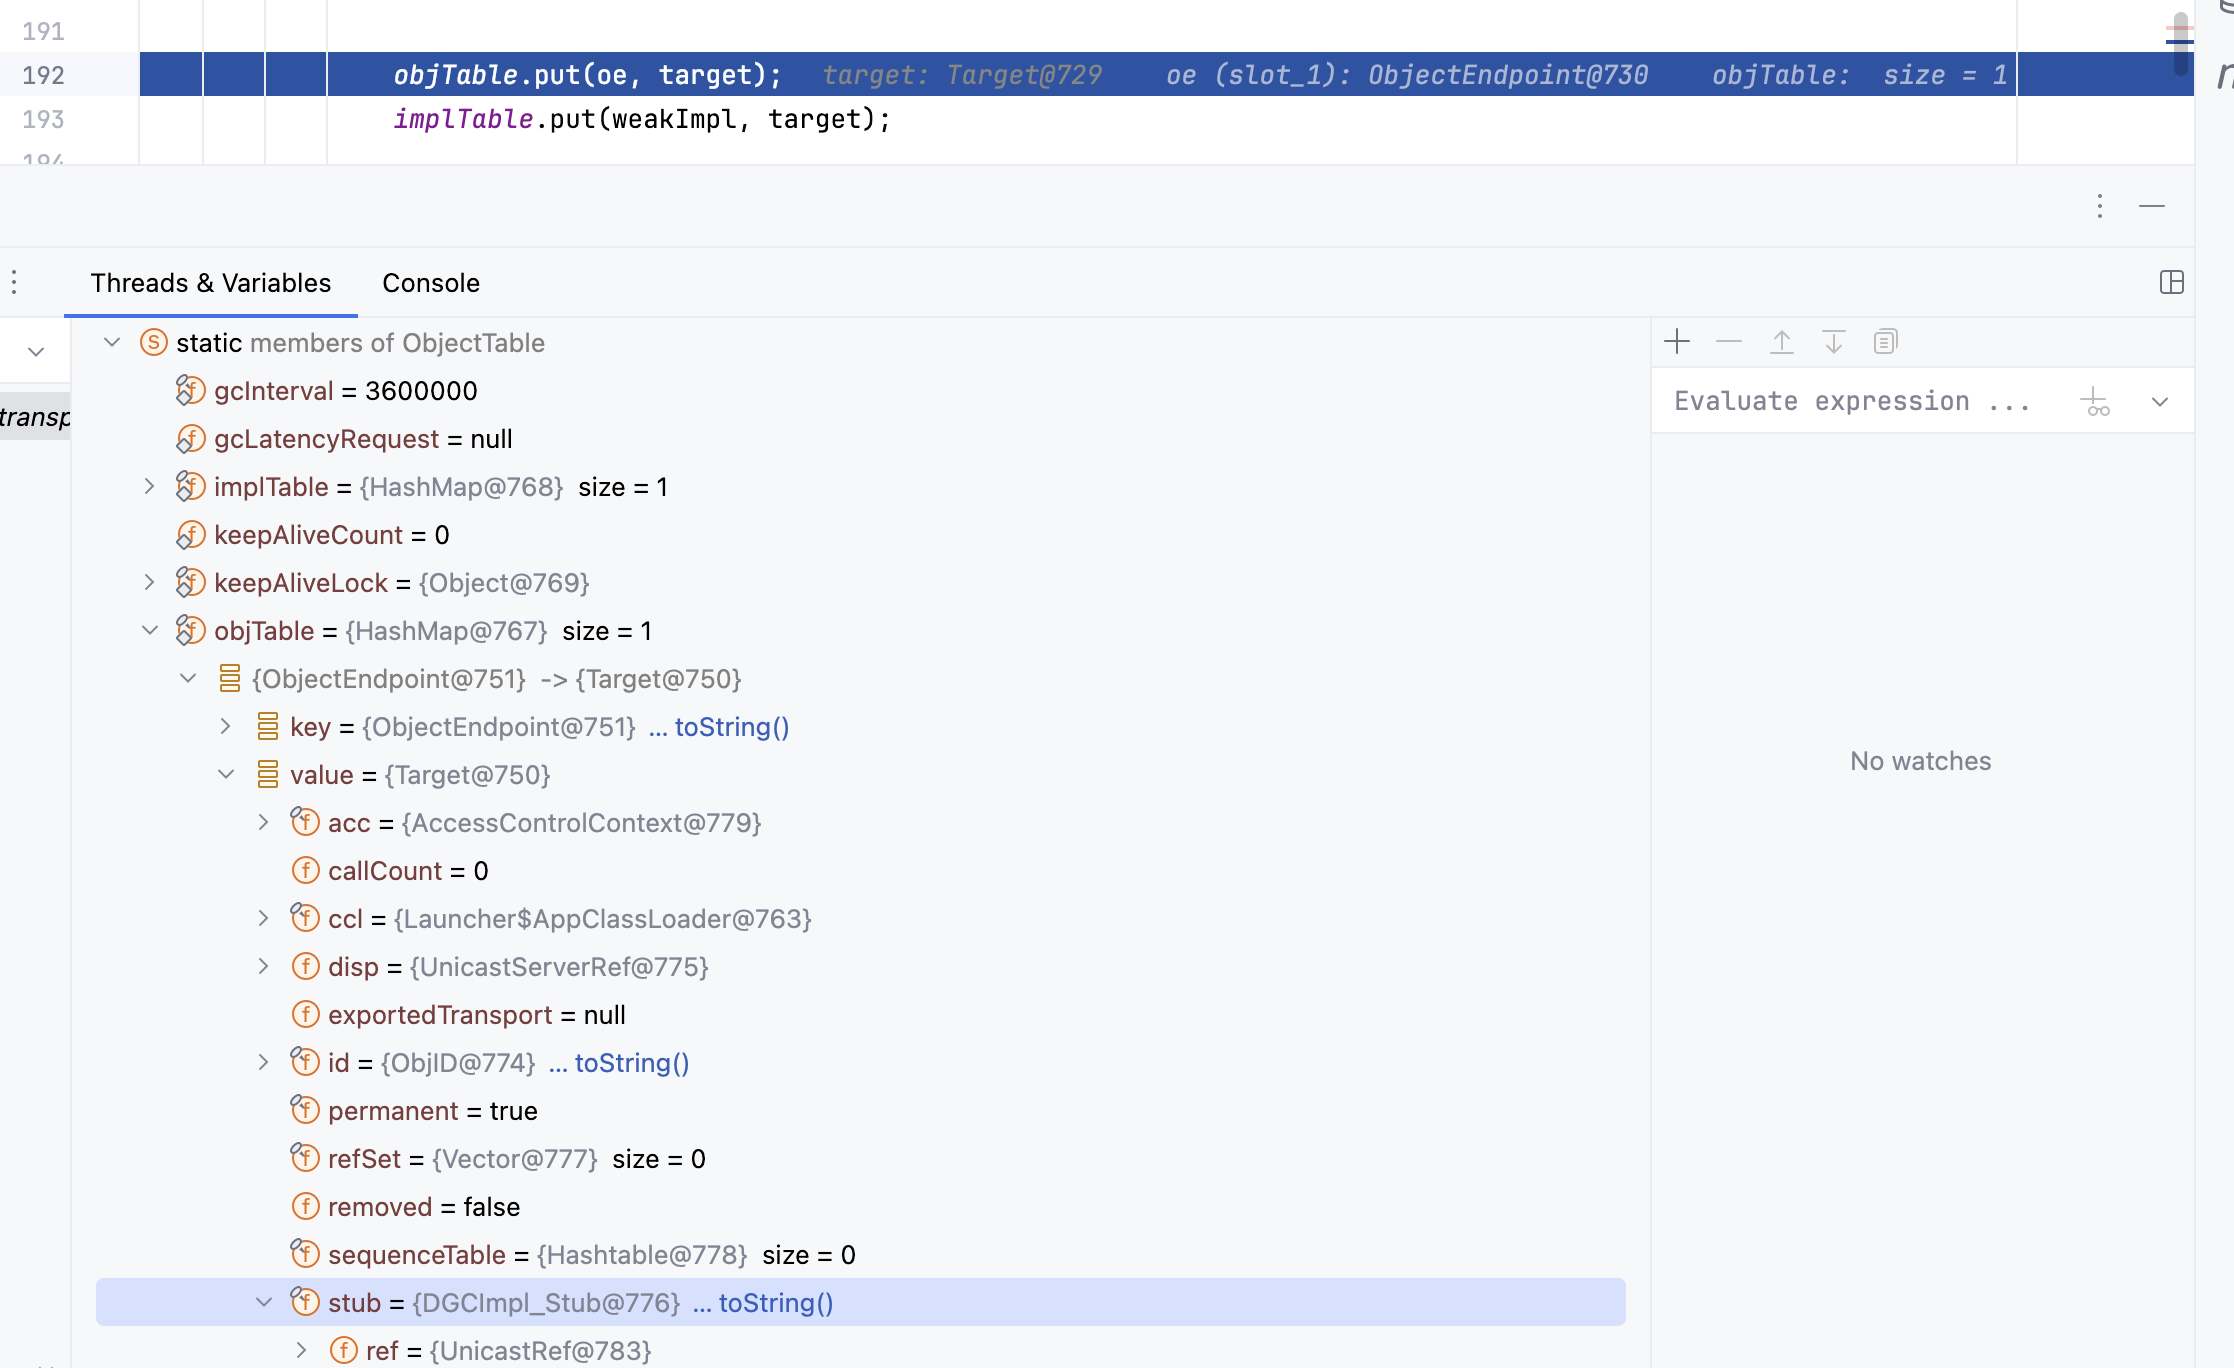 191
192 objTable.put(oe, target); target: Target@729 oe (slot_1): ObjectEndpoint@730 objTable: size = 1
193 implTable.put(weakImpl, target);
194
Threads & Variables Console
static members of ObjectTable
gcInterval = 3600000
transp
gcLatencyRequest = null
implTable = {HashMap@768} size = 1
keepAliveCount = 0
keepAliveLock = {Object@769}
objTable = {HashMap@767} size = 1
{ObjectEndpoint@751} -> {Target@750}
key = {ObjectEndpoint@751} ... toString()
value = {Target@750}
acc = {AccessControlContext@779}
callCount = 0
ccl = {Launcher$AppClassLoader@763}
disp = {UnicastServerRef@775}
exportedTransport = null
id = {ObjID@774} ... toString()
permanent = true
refSet = {Vector@777} size = 0
removed = false
sequenceTable = {Hashtable@778} size = 0
stub = {DGCImpl_Stub@776} ... toString()
ref = {UnicastRef@783}
Evaluate expression ...
No watches